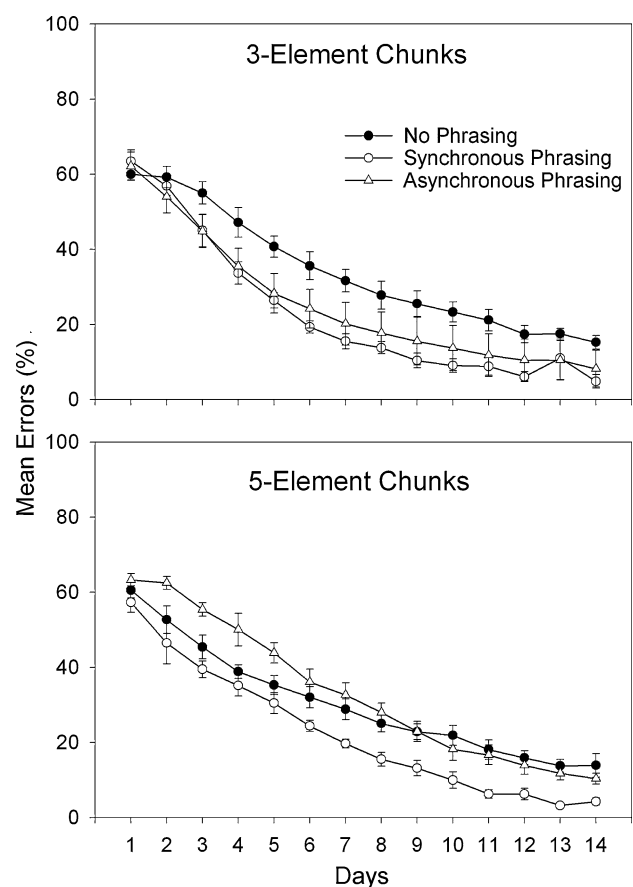 100
3-Element Chunks
80
No Phrasing
Synchronous Phrasing
Asynchronous Phrasing
60
40
20
0
Mean Errors (%) .
100
5-Element Chunks
80
60
40
20
0
1 2 3 4 5 6 7 8 9 10 11 12 13 14
Days